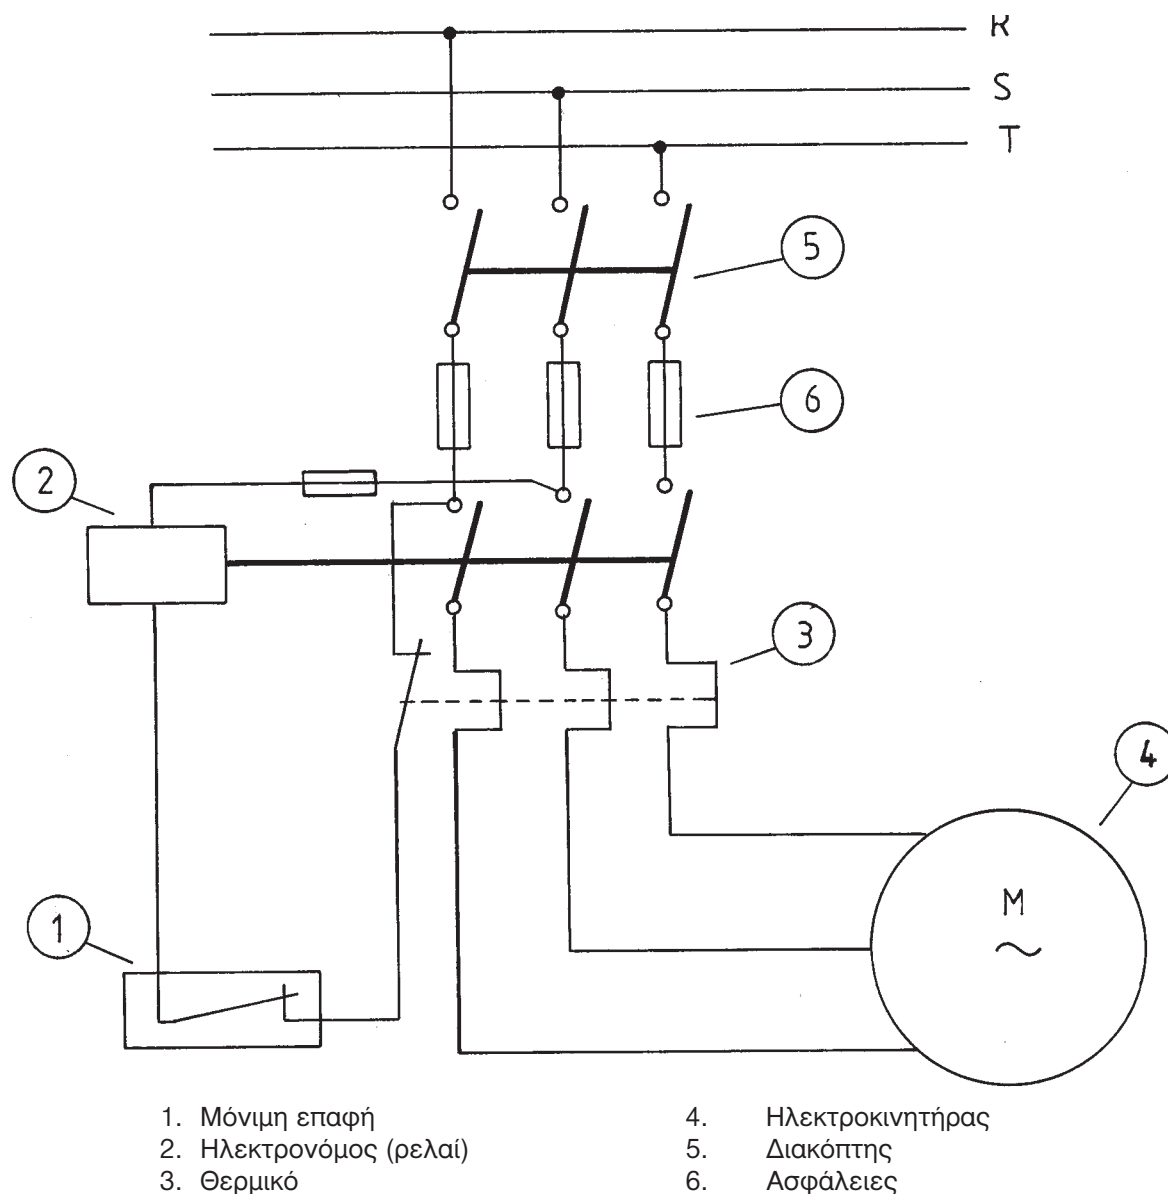 R
S
T
5
6
2
3
4
M
~
1
1. Μόνιμη επαφή
2. Ηλεκτρονόμος (ρελαί)
3. Θερμικό
4. Ηλεκτροκινητήρας
5. Διακόπτης
6. Ασφάλειες